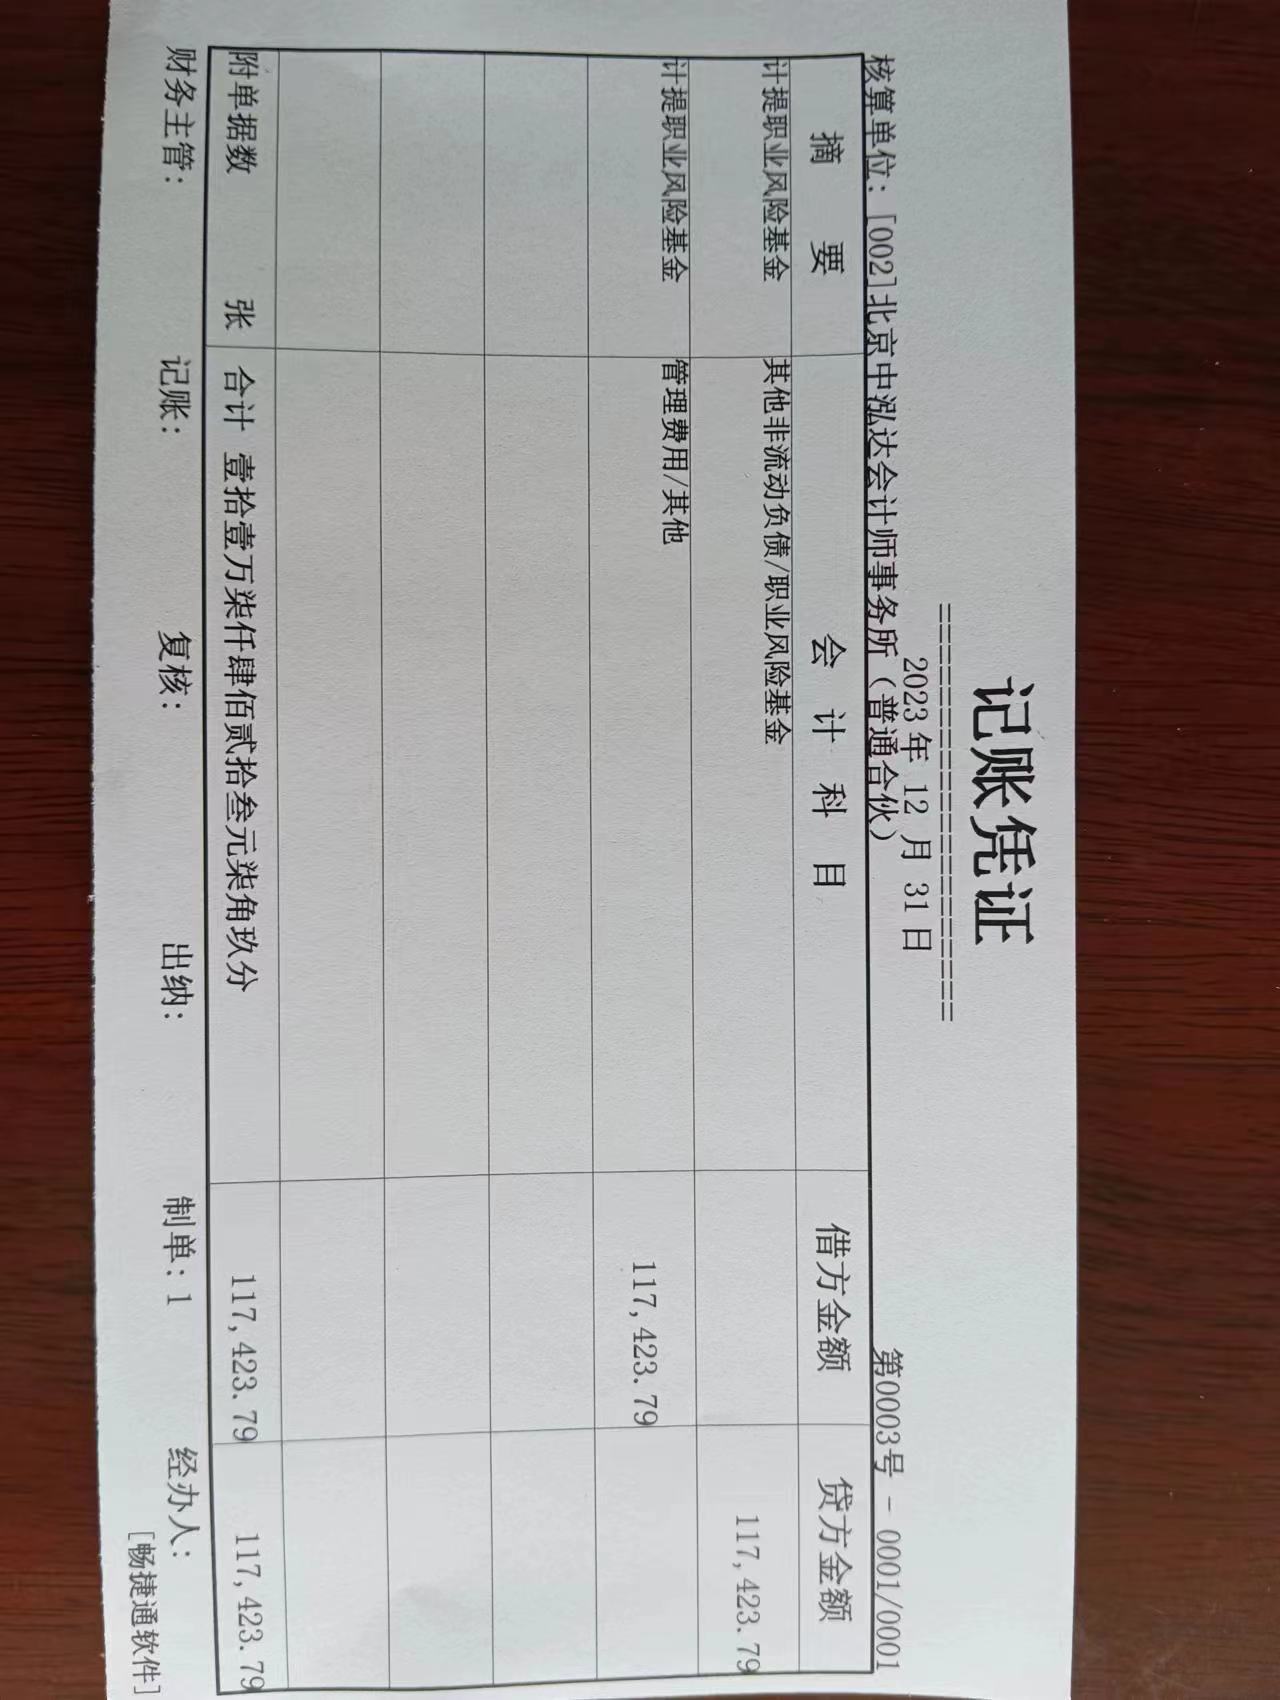 记账凭证
==========================
2023 年 12 月 31 日
核算单位：[002]北京中泓达会计师事务所（普通合伙） 第0003号 - 0001/0001
摘 要 会 计 科 目 借方金额 贷方金额
计提职业风险基金 其他非流动负债/职业风险基金 117,423.79
计提职业风险基金 管理费用/其他 117,423.79
附单据数 张 合计 壹拾壹万柒仟肆佰贰拾叁元柒角玖分 117,423.79 117,423.79
财务主管： 记账： 复核： 出纳： 制单：1 经办人：
[畅捷通软件]